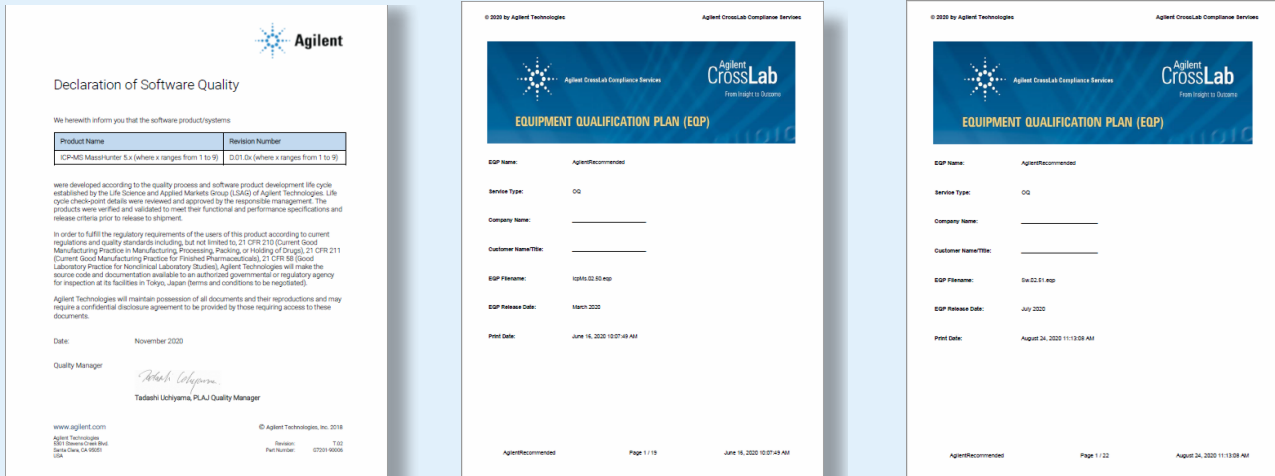 Agilent
Declaration of Software Quality
We herewith inform you that the software product/systems
Product Name Revision Number
ICP-MS MassHunter 5.x (where x ranges from 1 to 9) D.01.0x (where x ranges from 1 to 9)
were developed according to the quality process and software product development life cycle
established by the Life Science and Applied Markets Group (LSAG) of Agilent Technologies. Life
cycle check-point details were reviewed and approved by the responsible management. The
products were verified and validated to meet their functional and performance specifications and
release criteria prior to release to shipment.
In order to fulfill the regulatory requirements of the users of this product according to current
regulations and quality standards including, but not limited to, 21 CFR 210 (Current Good
Manufacturing Practice in Manufacturing, Processing, Packing, or Holding of Drugs), 21 CFR 211
(Current Good Manufacturing Practice for Finished Pharmaceuticals), 21 CFR 58 (Good
Laboratory Practice for Nonclinical Laboratory Studies), Agilent Technologies will make the
source code and documentation available to an authorized governmental or regulatory agency
for inspection at its facilities in Tokyo, Japan (terms and conditions to be negotiated).
Agilent Technologies will maintain possession of all documents and their reproductions and may
require a confidential disclosure agreement to be provided by those requiring access to these
documents.
Date: November 2020
Quality Manager
Tadashi Uchiyama, PLAJ Quality Manager
www.agilent.com © Agilent Technologies, Inc. 2018
Agilent Technologies
5301 Stevens Creek Blvd.
Santa Clara, CA 95051
USA
Revision: T.02
Part Number: G7201-90006
© 2020 by Agilent Technologies Agilent CrossLab Compliance Services
Agilent CrossLab Compliance Services
Agilent
CrossLab
From Insight to Outcome
EQUIPMENT QUALIFICATION PLAN (EQP)
EQP Name: AgilentRecommended
Service Type: OQ
Company Name:
Customer Name/Title:
EQP Filename: IcpMs.02.50.eqp
EQP Release Date: March 2020
Print Date: June 16, 2020 10:07:49 AM
AgilentRecommended Page 1 / 19 June 16, 2020 10:07:49 AM
© 2020 by Agilent Technologies Agilent CrossLab Compliance Services
Agilent CrossLab Compliance Services
Agilent
CrossLab
From Insight to Outcome
EQUIPMENT QUALIFICATION PLAN (EQP)
EQP Name: AgilentRecommended
Service Type: OQ
Company Name:
Customer Name/Title:
EQP Filename: Sw.02.51.eqp
EQP Release Date: July 2020
Print Date: August 24, 2020 11:13:08 AM
AgilentRecommended Page 1 / 22 August 24, 2020 11:13:08 AM